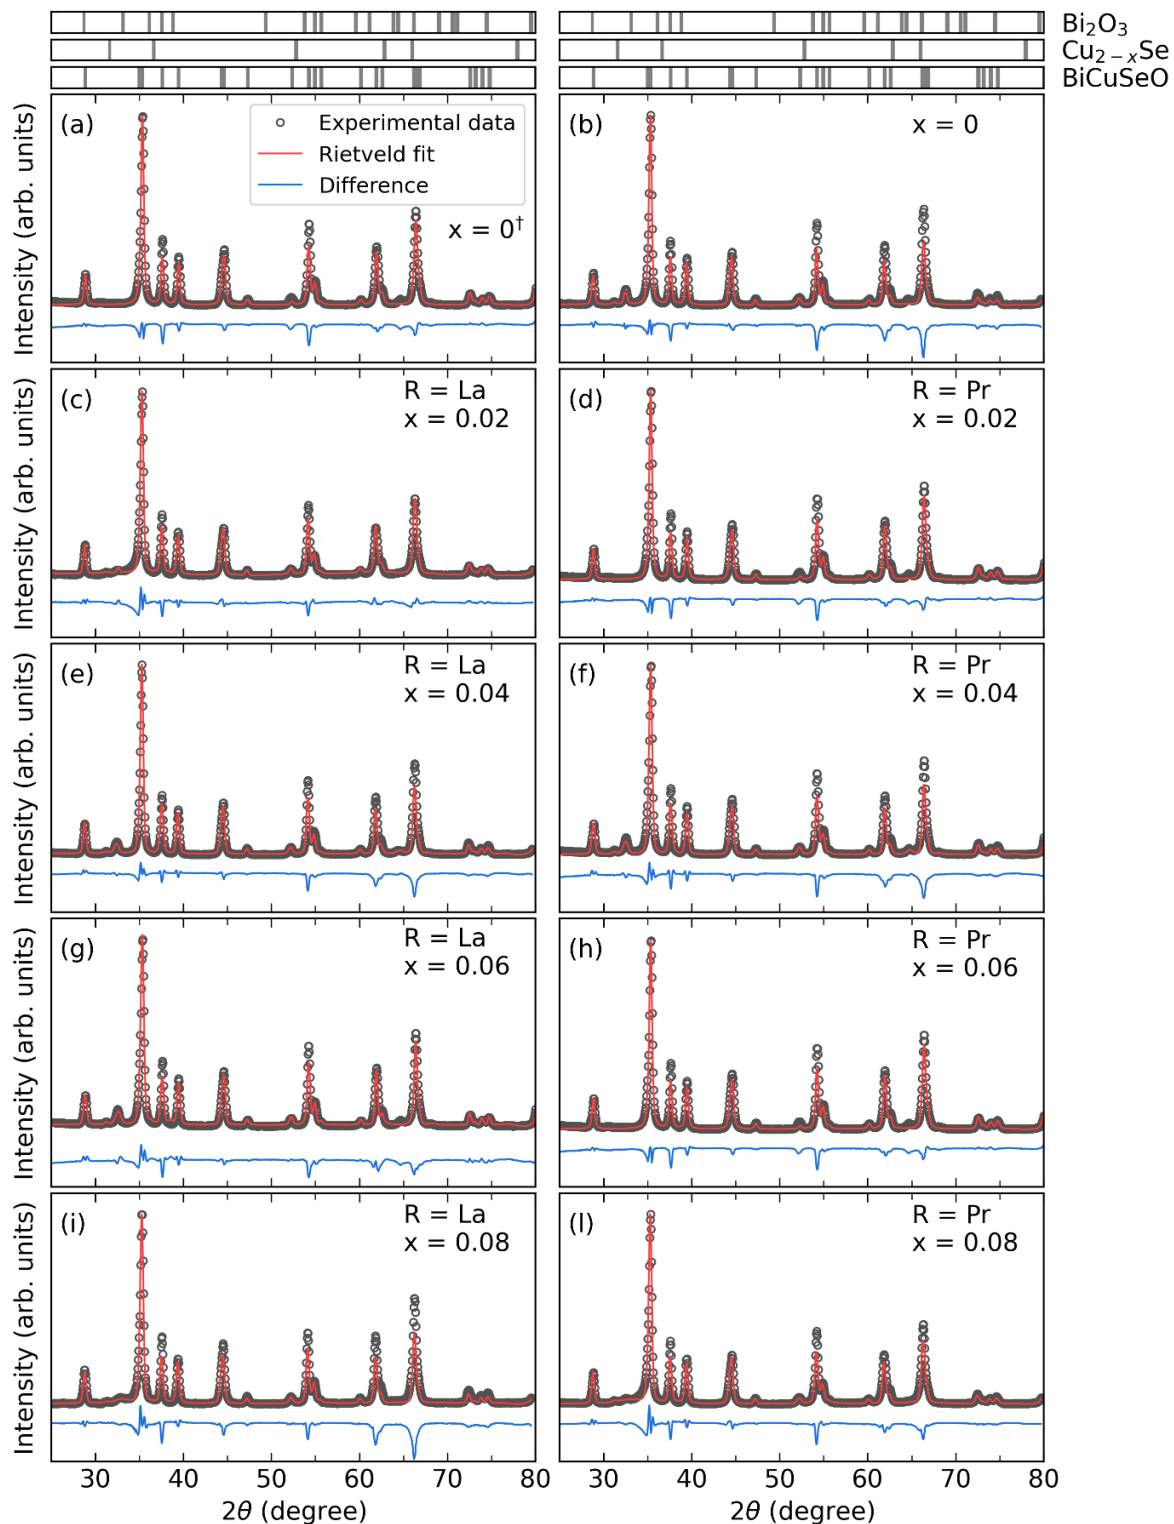 Bi₂O₃
Cu₂₋ₓSe
BiCuSeO
(a)
Experimental data
Rietveld fit
Difference
x = 0†
(b)
x = 0
Intensity (arb. units)
(c)
R = La
x = 0.02
(d)
R = Pr
x = 0.02
Intensity (arb. units)
(e)
R = La
x = 0.04
(f)
R = Pr
x = 0.04
Intensity (arb. units)
(g)
R = La
x = 0.06
(h)
R = Pr
x = 0.06
Intensity (arb. units)
(i)
R = La
x = 0.08
(l)
R = Pr
x = 0.08
Intensity (arb. units)
30 40 50 60 70 80
30 40 50 60 70 80
2θ (degree)
2θ (degree)